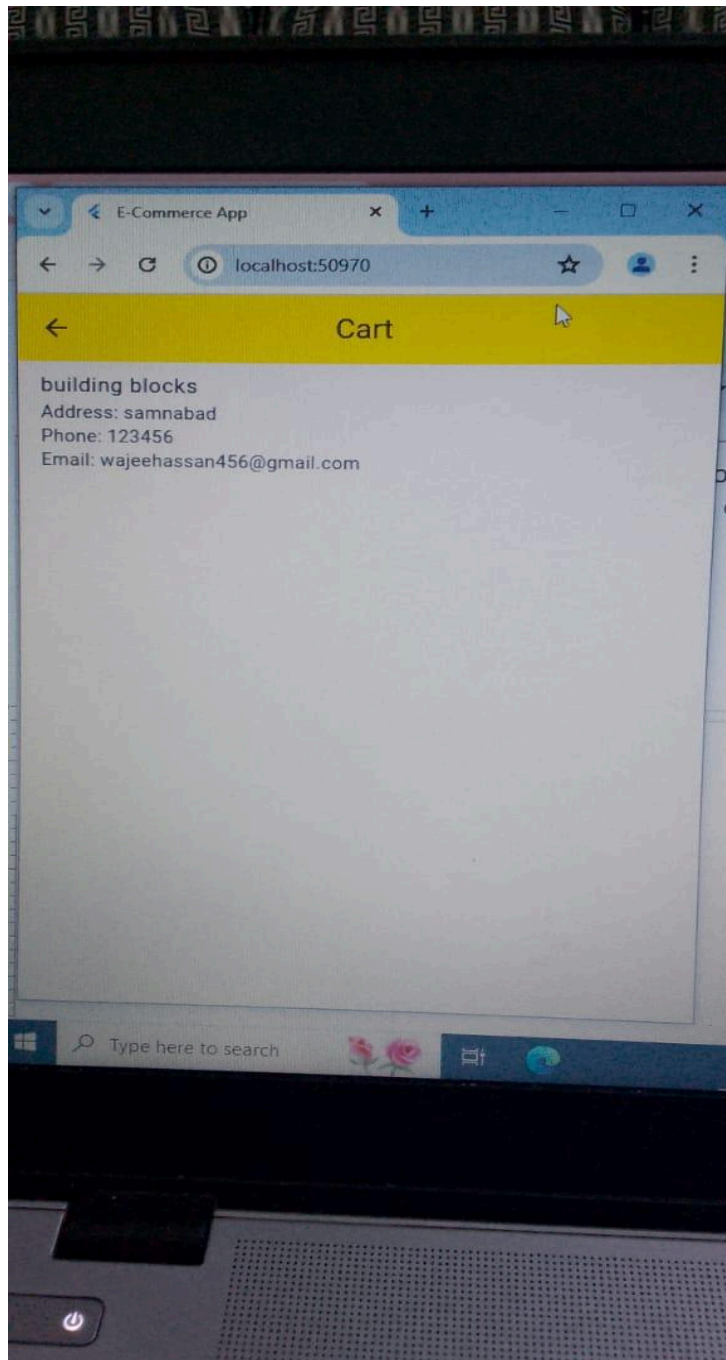 E-Commerce App
localhost:50970
Cart
building blocks
Address: samnabad
Phone: 123456
Email: wajeehassan456@gmail.com
Type here to search